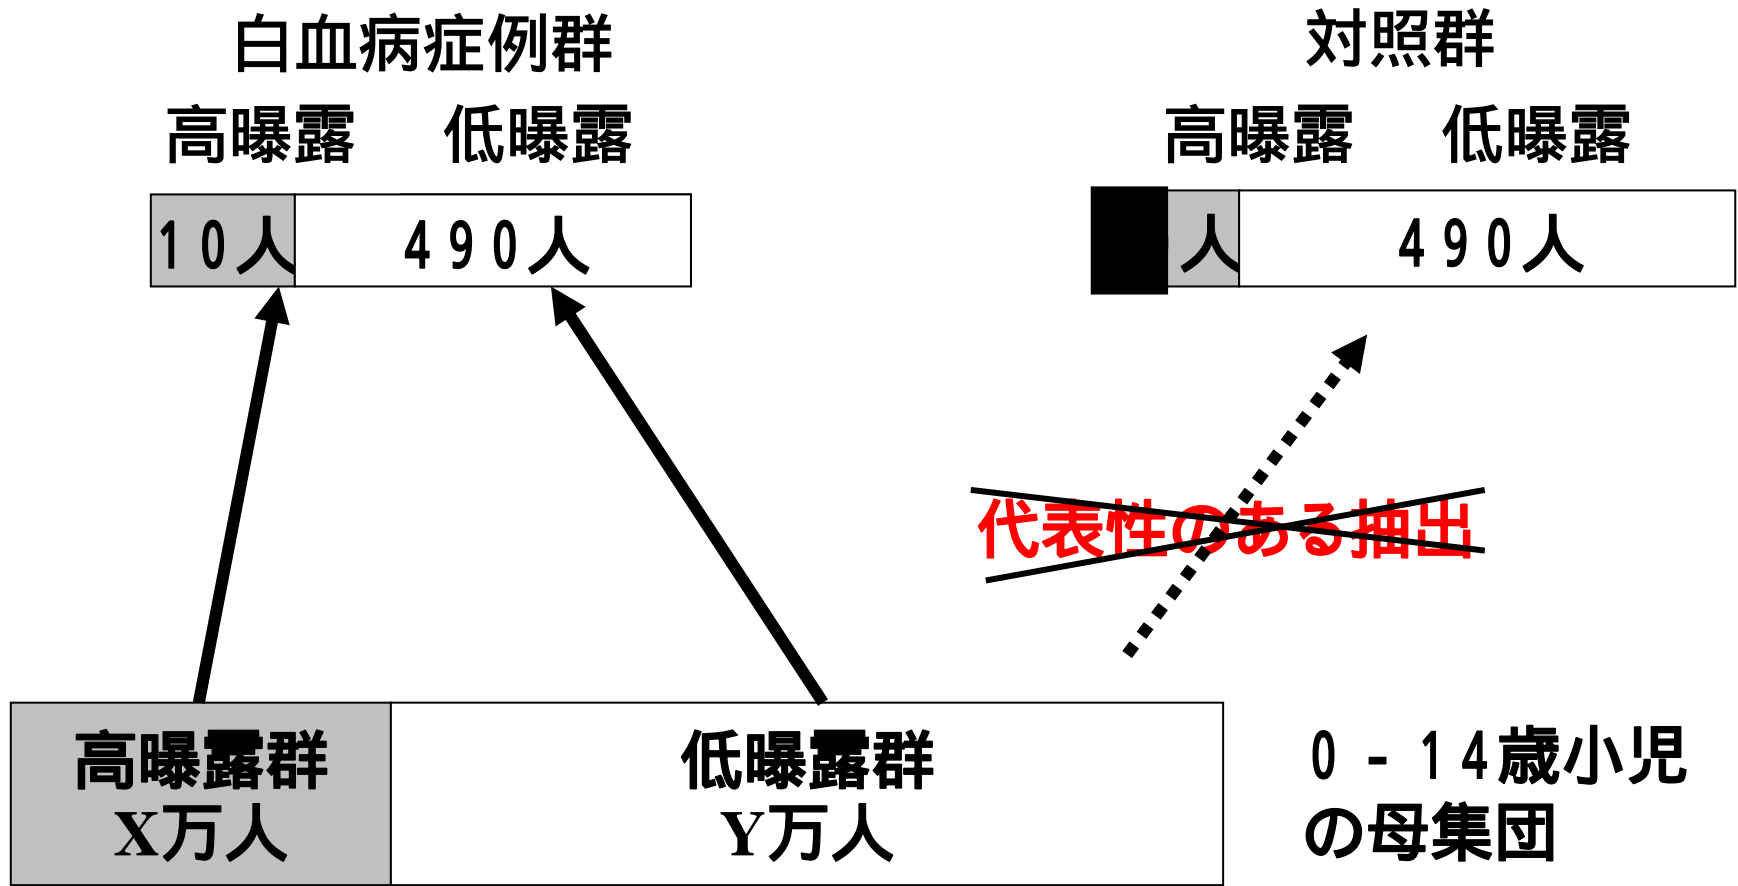 白血病症例群
対照群
高曝露 低曝露
高曝露 低曝露
１０人 ４９０人
人 ４９０人
代表性のある抽出
高曝露群
X万人
低曝露群
Y万人
０-１４歳小児
の母集団